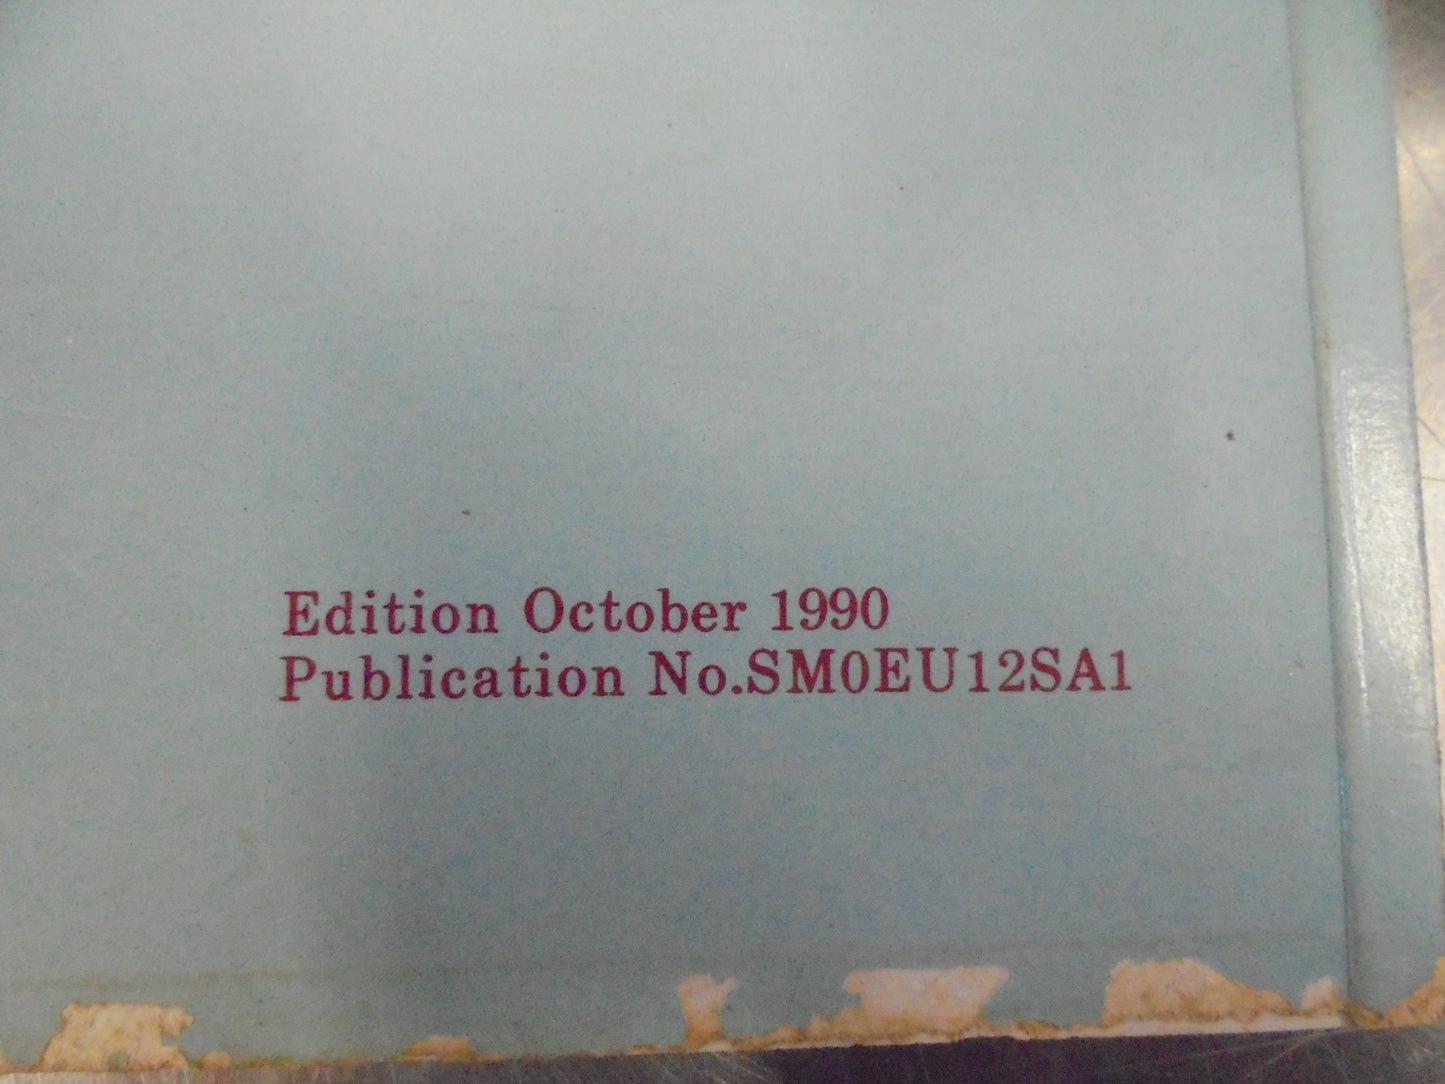 Edition October 1990
Publication No.SM0EU12SA1